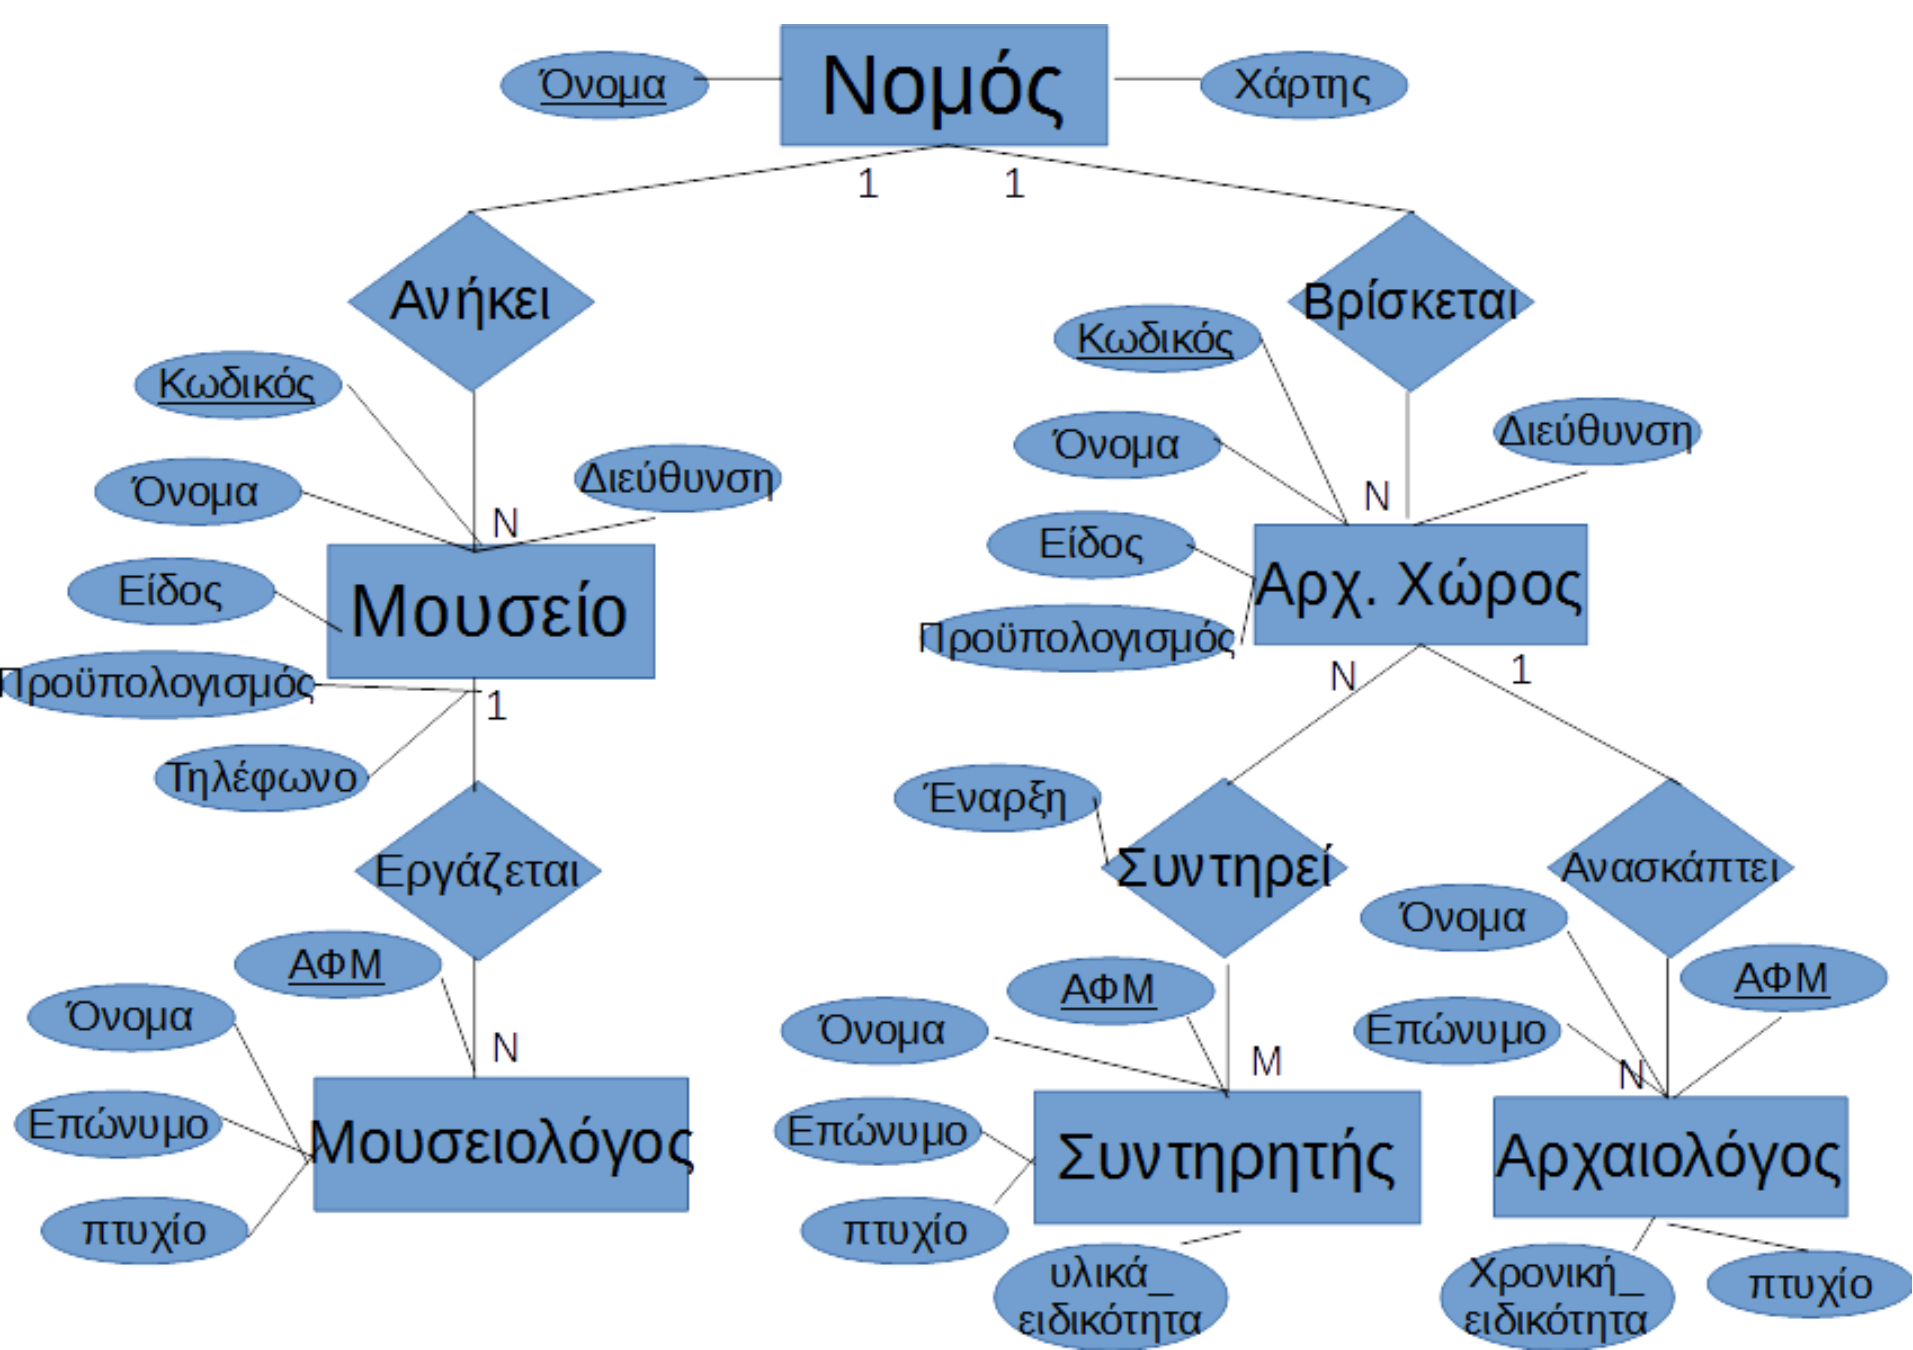 Όνομα
Νομός
Χάρτης
1
1
Ανήκει
Βρίσκεται
Κωδικός
Κωδικός
Όνομα
Διεύθυνση
Όνομα
Διεύθυνση
N
N
Είδος
Μουσείο
Είδος
Αρχ. Χώρος
Προϋπολογισμός
Προϋπολογισμός
1
N
1
Τηλέφωνο
Έναρξη
Εργάζεται
Συντηρεί
Ανασκάπτει
Όνομα
ΑΦΜ
ΑΦΜ
ΑΦΜ
Όνομα
Όνομα
Επώνυμο
N
M
N
Επώνυμο
Μουσειολόγος
Επώνυμο
Συντηρητής
Αρχαιολόγος
πτυχίο
πτυχίο
υλικά_
ειδικότητα
Χρονική_
ειδικότητα
πτυχίο